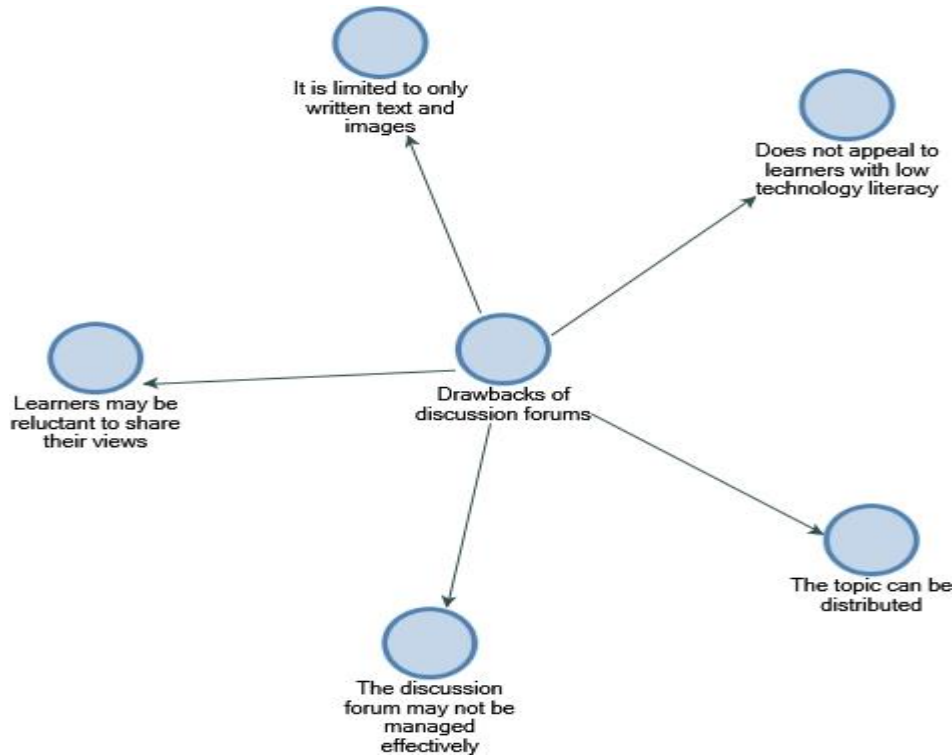 It is limited to only
written text and
images
Does not appeal to
learners with low
technology literacy
Learners may be
reluctant to share
their views
Drawbacks of
discussion forums
The topic can be
distributed
The discussion
forum may not be
managed
effectively